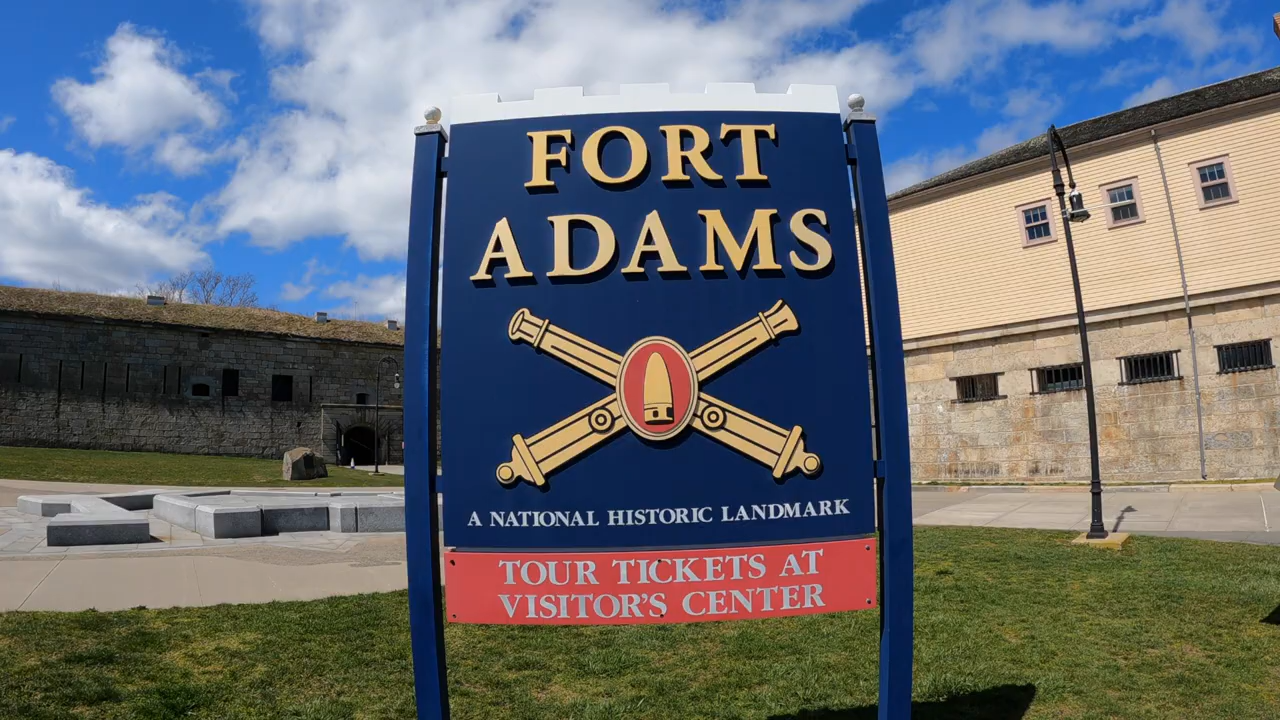 FORT
ADAMS
A NATIONAL HISTORIC LANDMARK
TOUR TICKETS AT
VISITOR'S CENTER